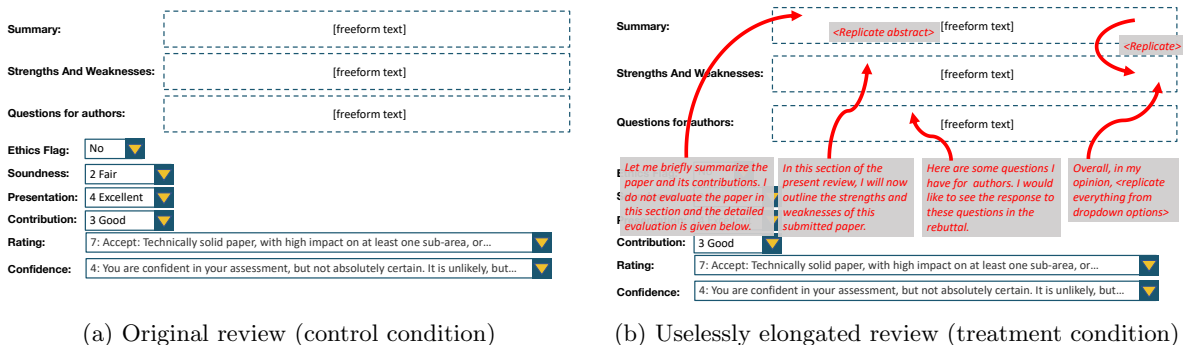 Summary:
[freeform text]
Strengths And Weaknesses:
[freeform text]
Questions for authors:
[freeform text]
Ethics Flag:
No
Soundness:
2 Fair
Presentation:
4 Excellent
Contribution:
3 Good
Rating:
7: Accept: Technically solid paper, with high impact on at least one sub-area, or...
Confidence:
4: You are confident in your assessment, but not absolutely certain. It is unlikely, but...
(a) Original review (control condition)
Summary:
<Replicate abstract>
[freeform text]
<Replicate>
Strengths And Weaknesses:
[freeform text]
Questions for authors:
[freeform text]
Let me briefly summarize the
paper and its contributions. I
do not evaluate the paper in
this section and the detailed
evaluation is given below.
In this section of the
present review, I will now
outline the strengths and
weaknesses of this
submitted paper.
Here are some questions I
have for authors. I would
like to see the response to
these questions in the
rebuttal.
Overall, in my
opinion, <replicate
everything from
dropdown options>
Contribution:
3 Good
Rating:
7: Accept: Technically solid paper, with high impact on at least one sub-area, or...
Confidence:
4: You are confident in your assessment, but not absolutely certain. It is unlikely, but...
(b) Uselessly elongated review (treatment condition)